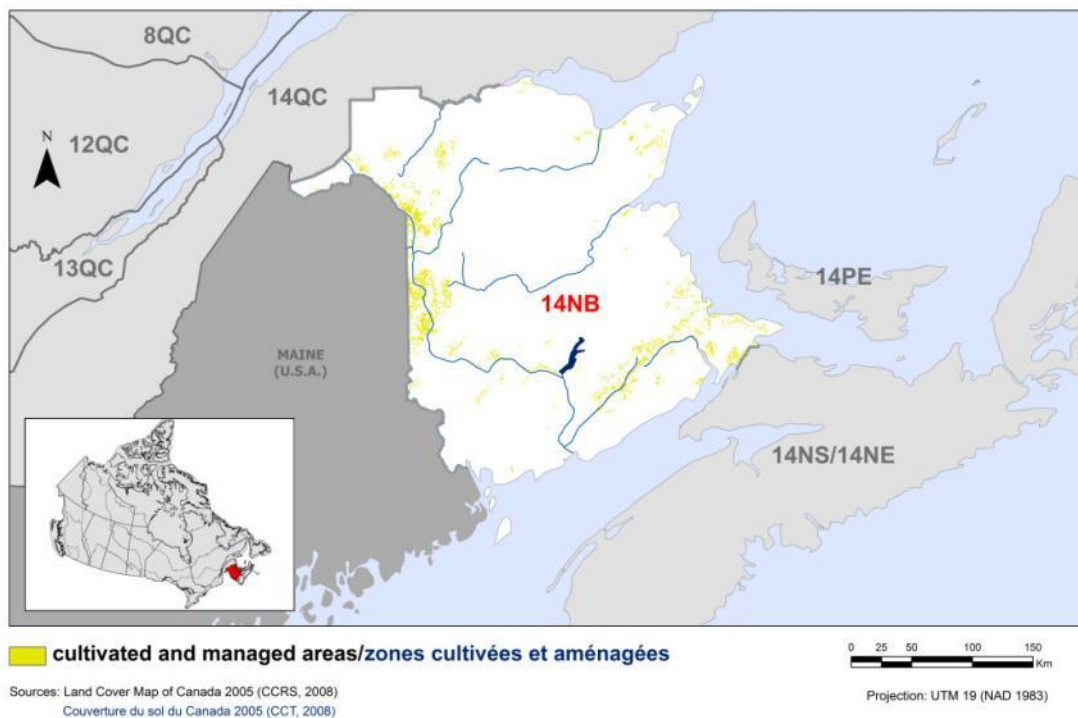 8QC
14QC
12QC
N
13QC
14PE
14NB
MAINE
(U.S.A.)
14NS/14NE
cultivated and managed areas/zones cultivées et aménagées
0 25 50 100 150
Km
Sources: Land Cover Map of Canada 2005 (CCRS, 2008)
Couverture du sol du Canada 2005 (CCT, 2008)
Projection: UTM 19 (NAD 1983)